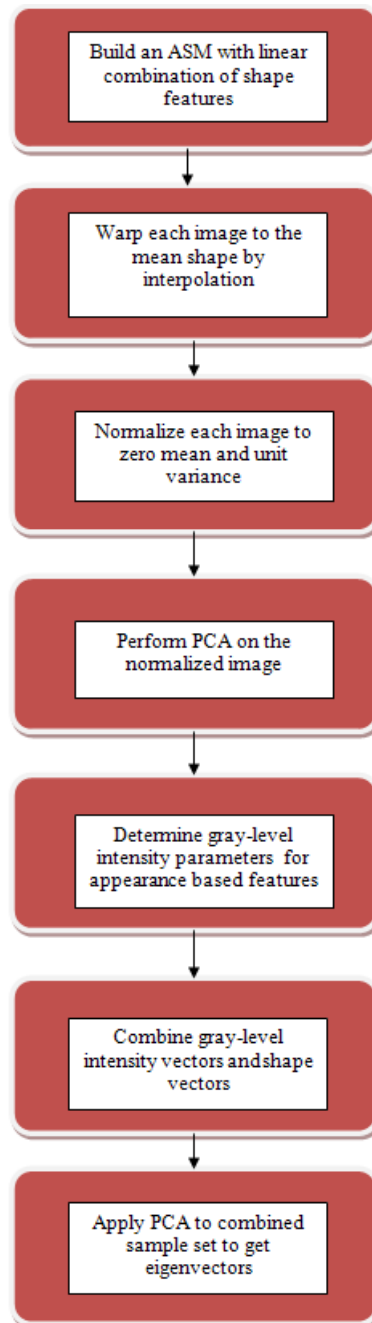 Build an ASM with linear
combination of shape
features
Warp each image to the
mean shape by
interpolation
Normalize each image to
zero mean and unit
variance
Perform PCA on the
normalized image
Determine gray-level
intensity parameters for
appearance based features
Combine gray-level
intensity vectors and shape
vectors
Apply PCA to combined
sample set to get
eigenvectors